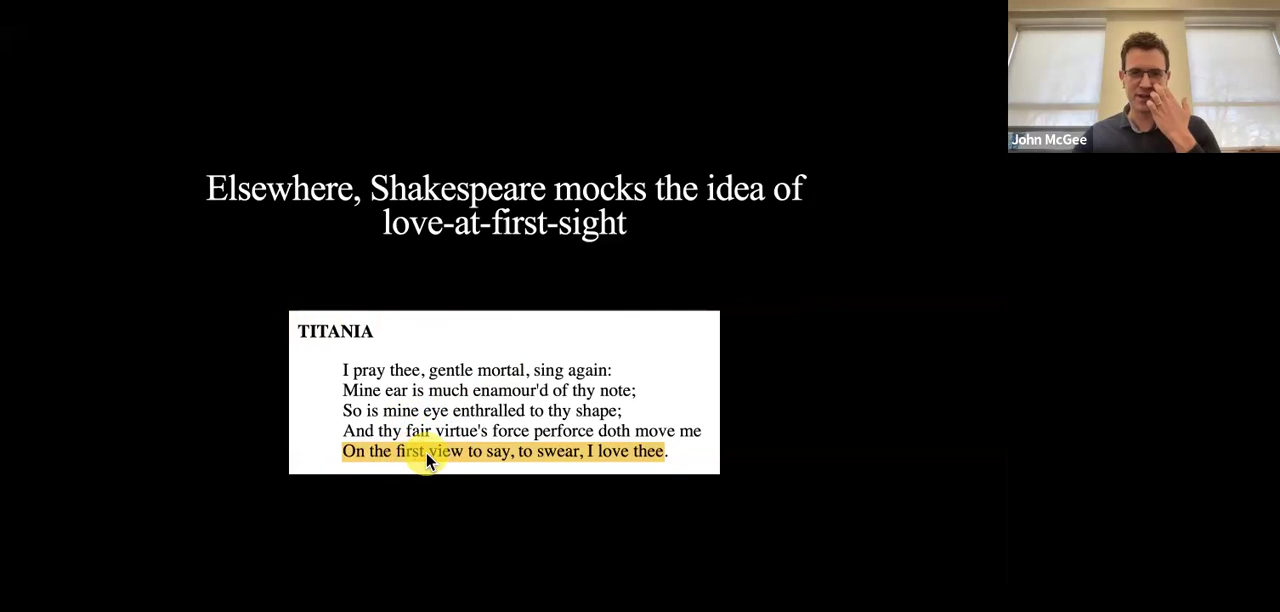 John McGee
Elsewhere, Shakespeare mocks the idea of
love-at-first-sight
TITANIA
I pray thee, gentle mortal, sing again:
Mine ear is much enamour'd of thy note;
So is mine eye enthralled to thy shape;
And thy fair virtue's force perforce doth move me
On the first view to say, to swear, I love thee.